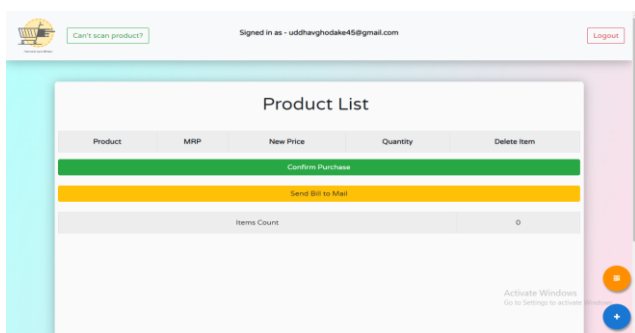 Can't scan product?
Signed in as - uddhavghodake45@gmail.com
Logout
Product List
Product MRP New Price Quantity Delete Item
Confirm Purchase
Send Bill to Mail
Items Count 0
Activate Windows
Go to Settings to activate Windows.